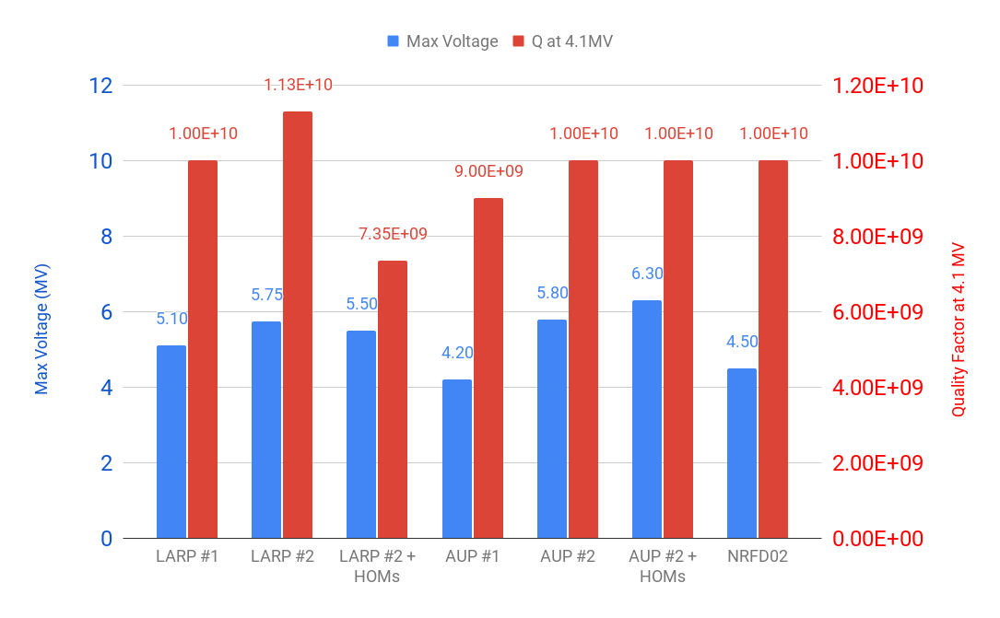 Max Voltage
Q at 4.1MV
12
10
8
6
4
2
0
Max Voltage (MV)
1.20E+10
1.00E+10
8.00E+09
6.00E+09
4.00E+09
2.00E+09
0.00E+00
Quality Factor at 4.1 MV
5.10
1.00E+10
5.75
1.13E+10
5.50
7.35E+09
4.20
9.00E+09
5.80
1.00E+10
6.30
1.00E+10
4.50
1.00E+10
LARP #1
LARP #2
LARP #2 +
HOMs
AUP #1
AUP #2
AUP #2 +
HOMs
NRFD02